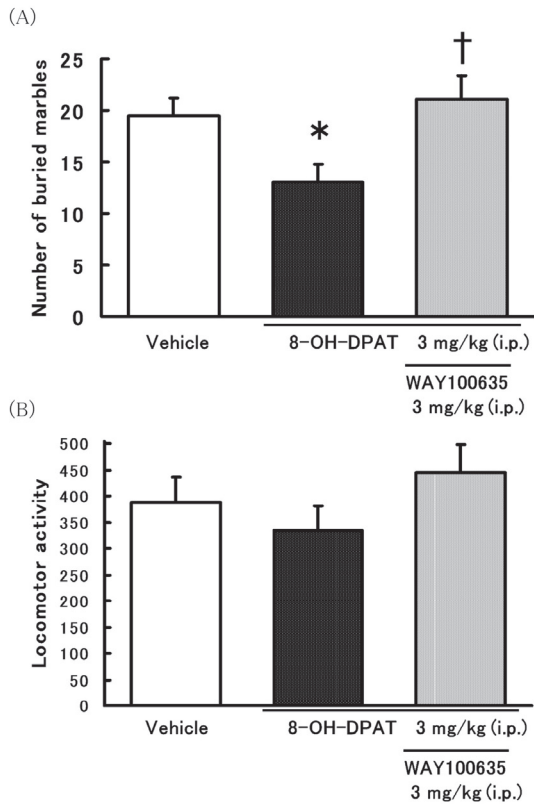 (A)
†
25
20
*
15
10
5
0
Number of buried marbles
Vehicle
8-OH-DPAT 3 mg/kg (i.p.)
WAY100635
3 mg/kg (i.p.)
(B)
500
450
400
350
300
250
200
150
100
50
0
Locomotor activity
Vehicle
8-OH-DPAT 3 mg/kg (i.p.)
WAY100635
3 mg/kg (i.p.)